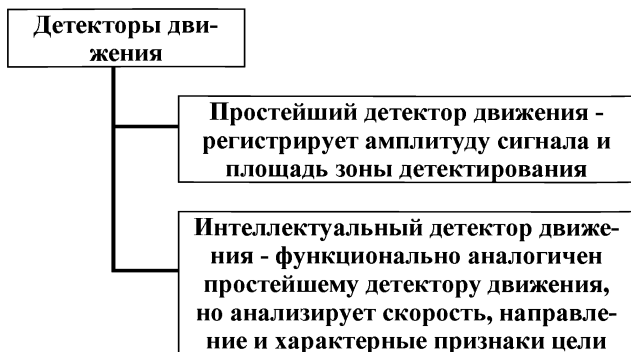 Детекторы дви-
жения
Простейший детектор движения -
регистрирует амплитуду сигнала и
площадь зоны детектирования
Интеллектуальный детектор движе-
ния - функционально аналогичен
простейшему детектору движения,
но анализирует скорость, направле-
ние и характерные признаки цели